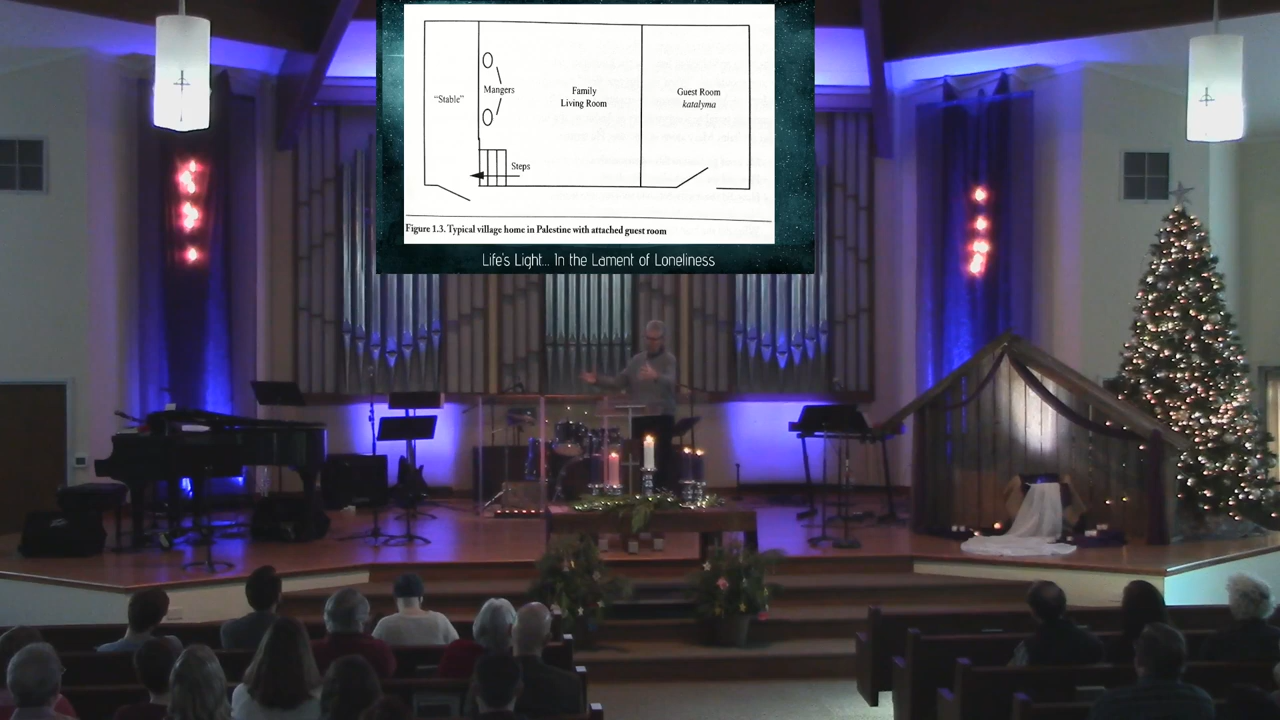 "Stable"
Mangers
Family
Living Room
Guest Room
katalyma
Steps
Figure 1.3. Typical village home in Palestine with attached guest room
Life's Light... In the Lament of Loneliness